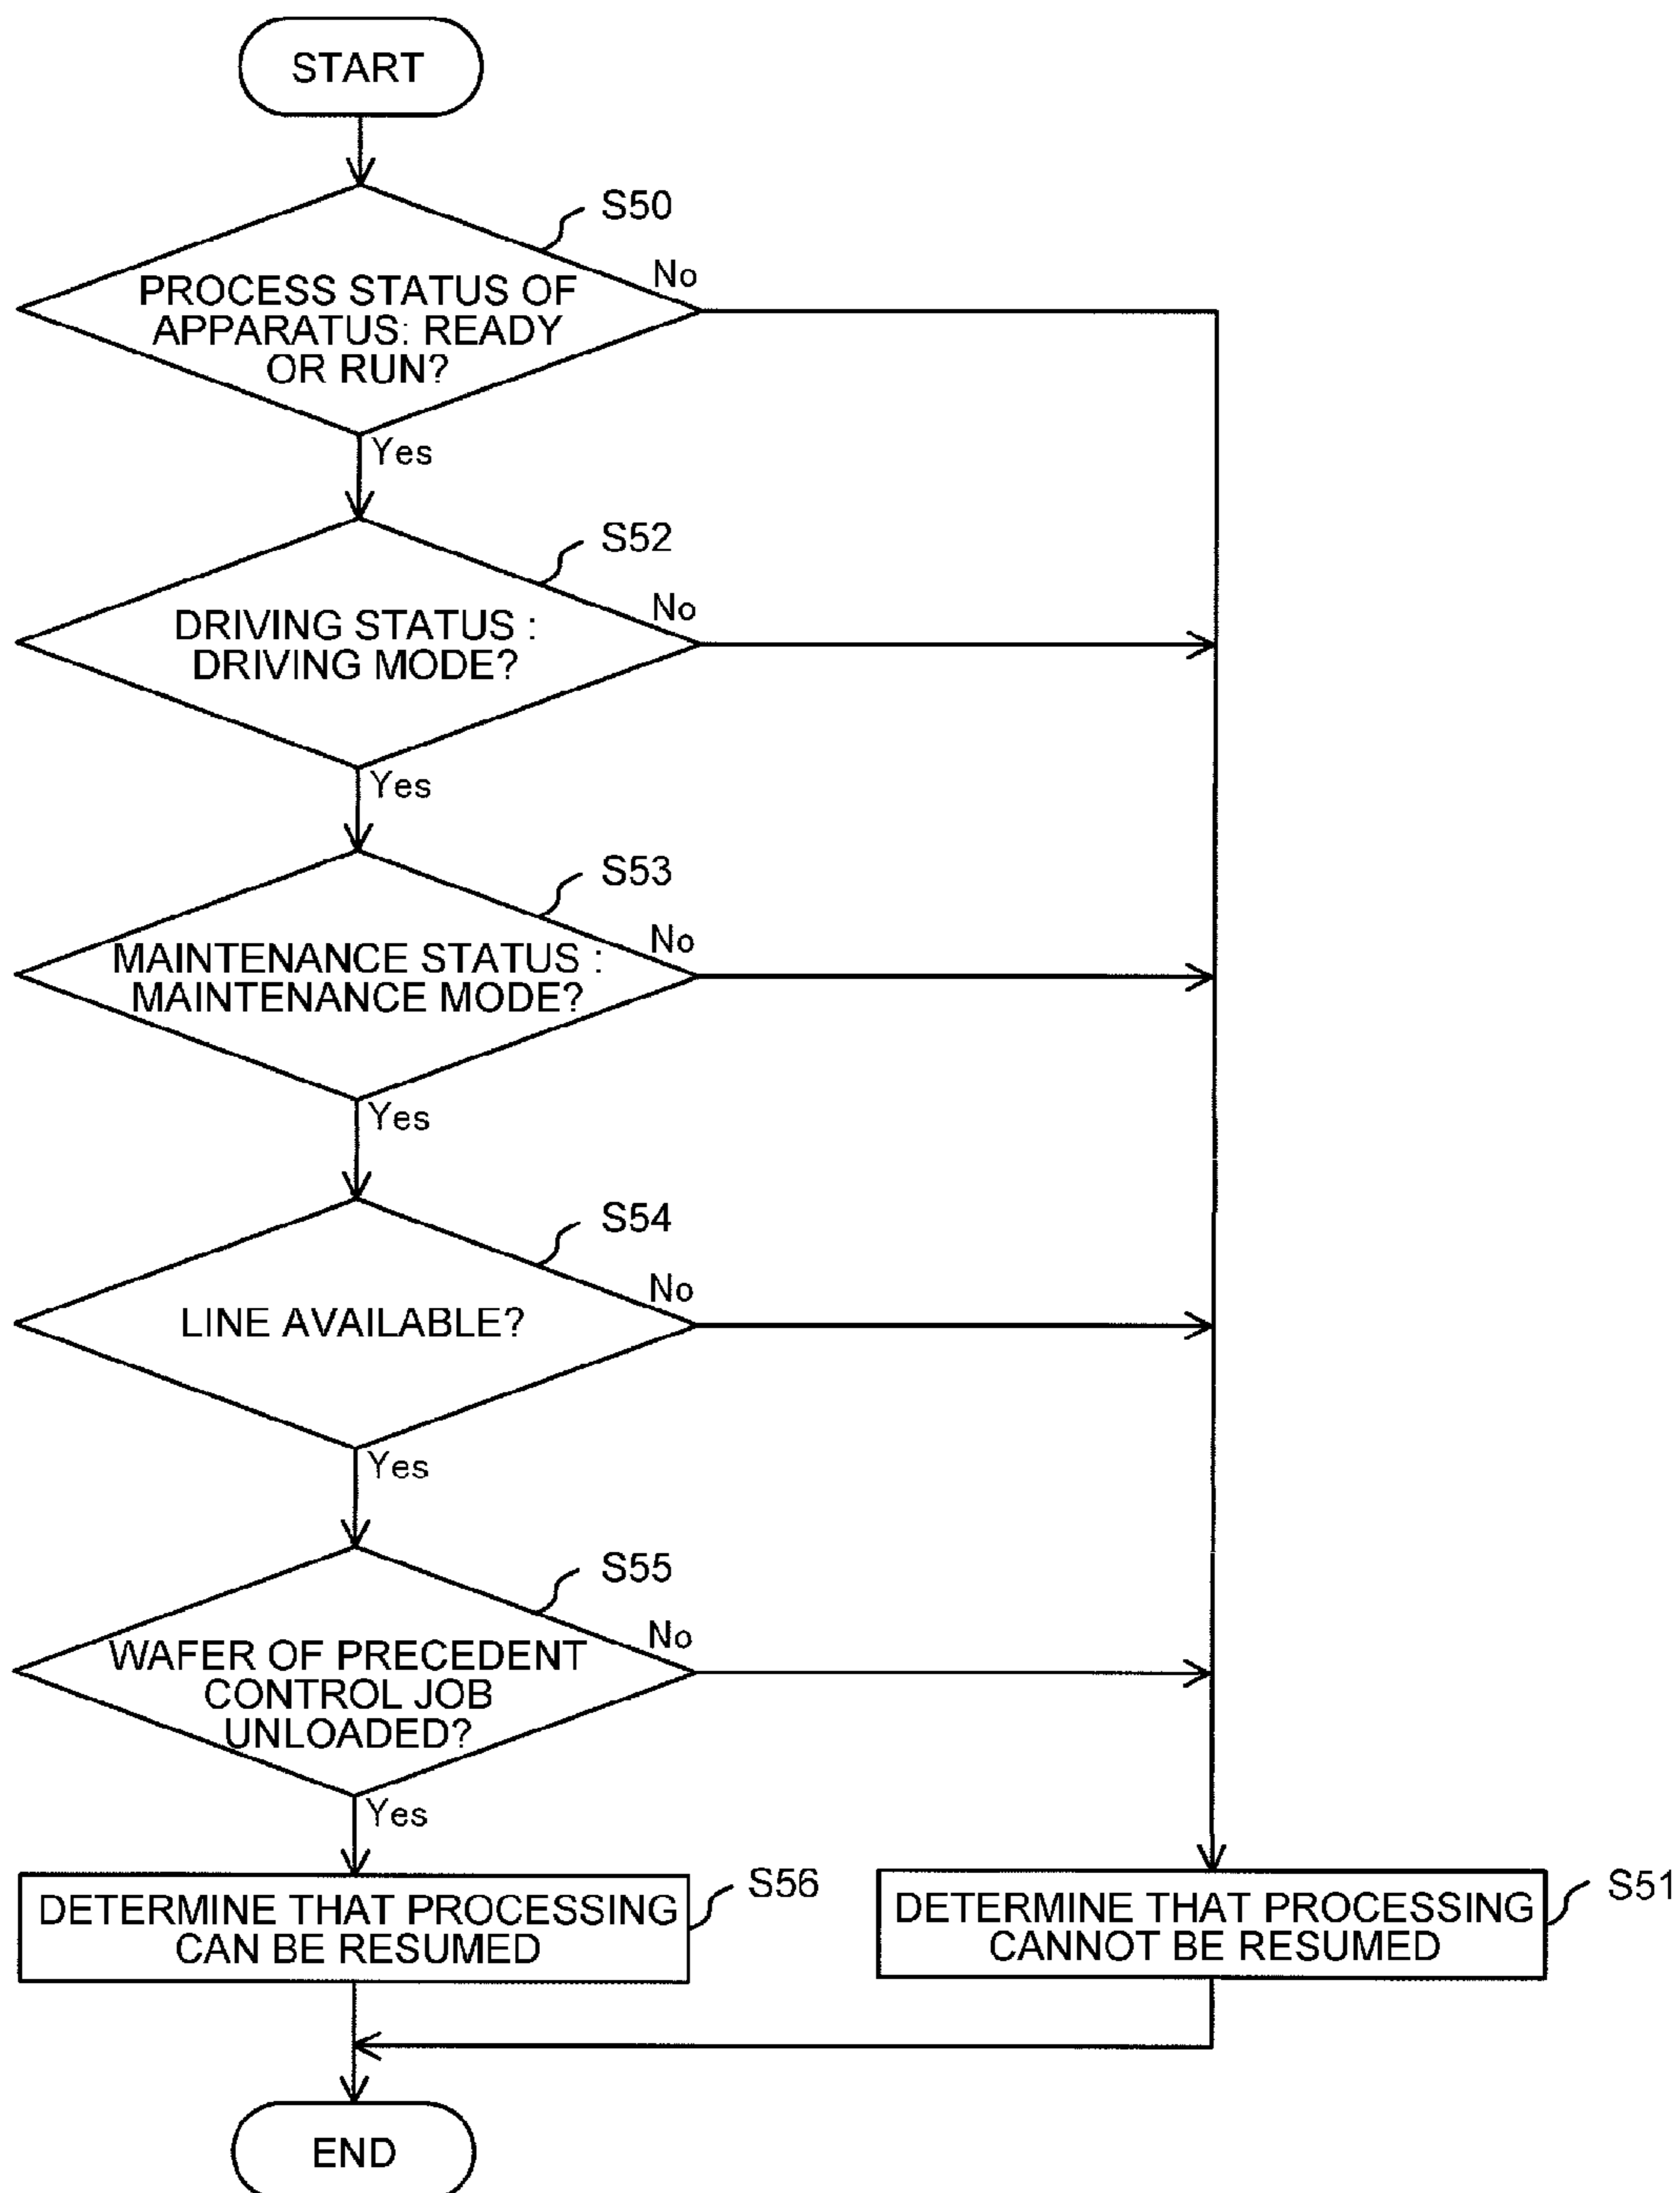 START
S50
PROCESS STATUS OF
APPARATUS: READY
OR RUN?
No
Yes
S52
DRIVING STATUS :
DRIVING MODE?
No
Yes
S53
MAINTENANCE STATUS :
MAINTENANCE MODE?
No
Yes
S54
LINE AVAILABLE?
No
Yes
S55
WAFER OF PRECEDENT
CONTROL JOB
UNLOADED?
No
Yes
DETERMINE THAT PROCESSING
CAN BE RESUMED
S56
DETERMINE THAT PROCESSING
CANNOT BE RESUMED
S51
END